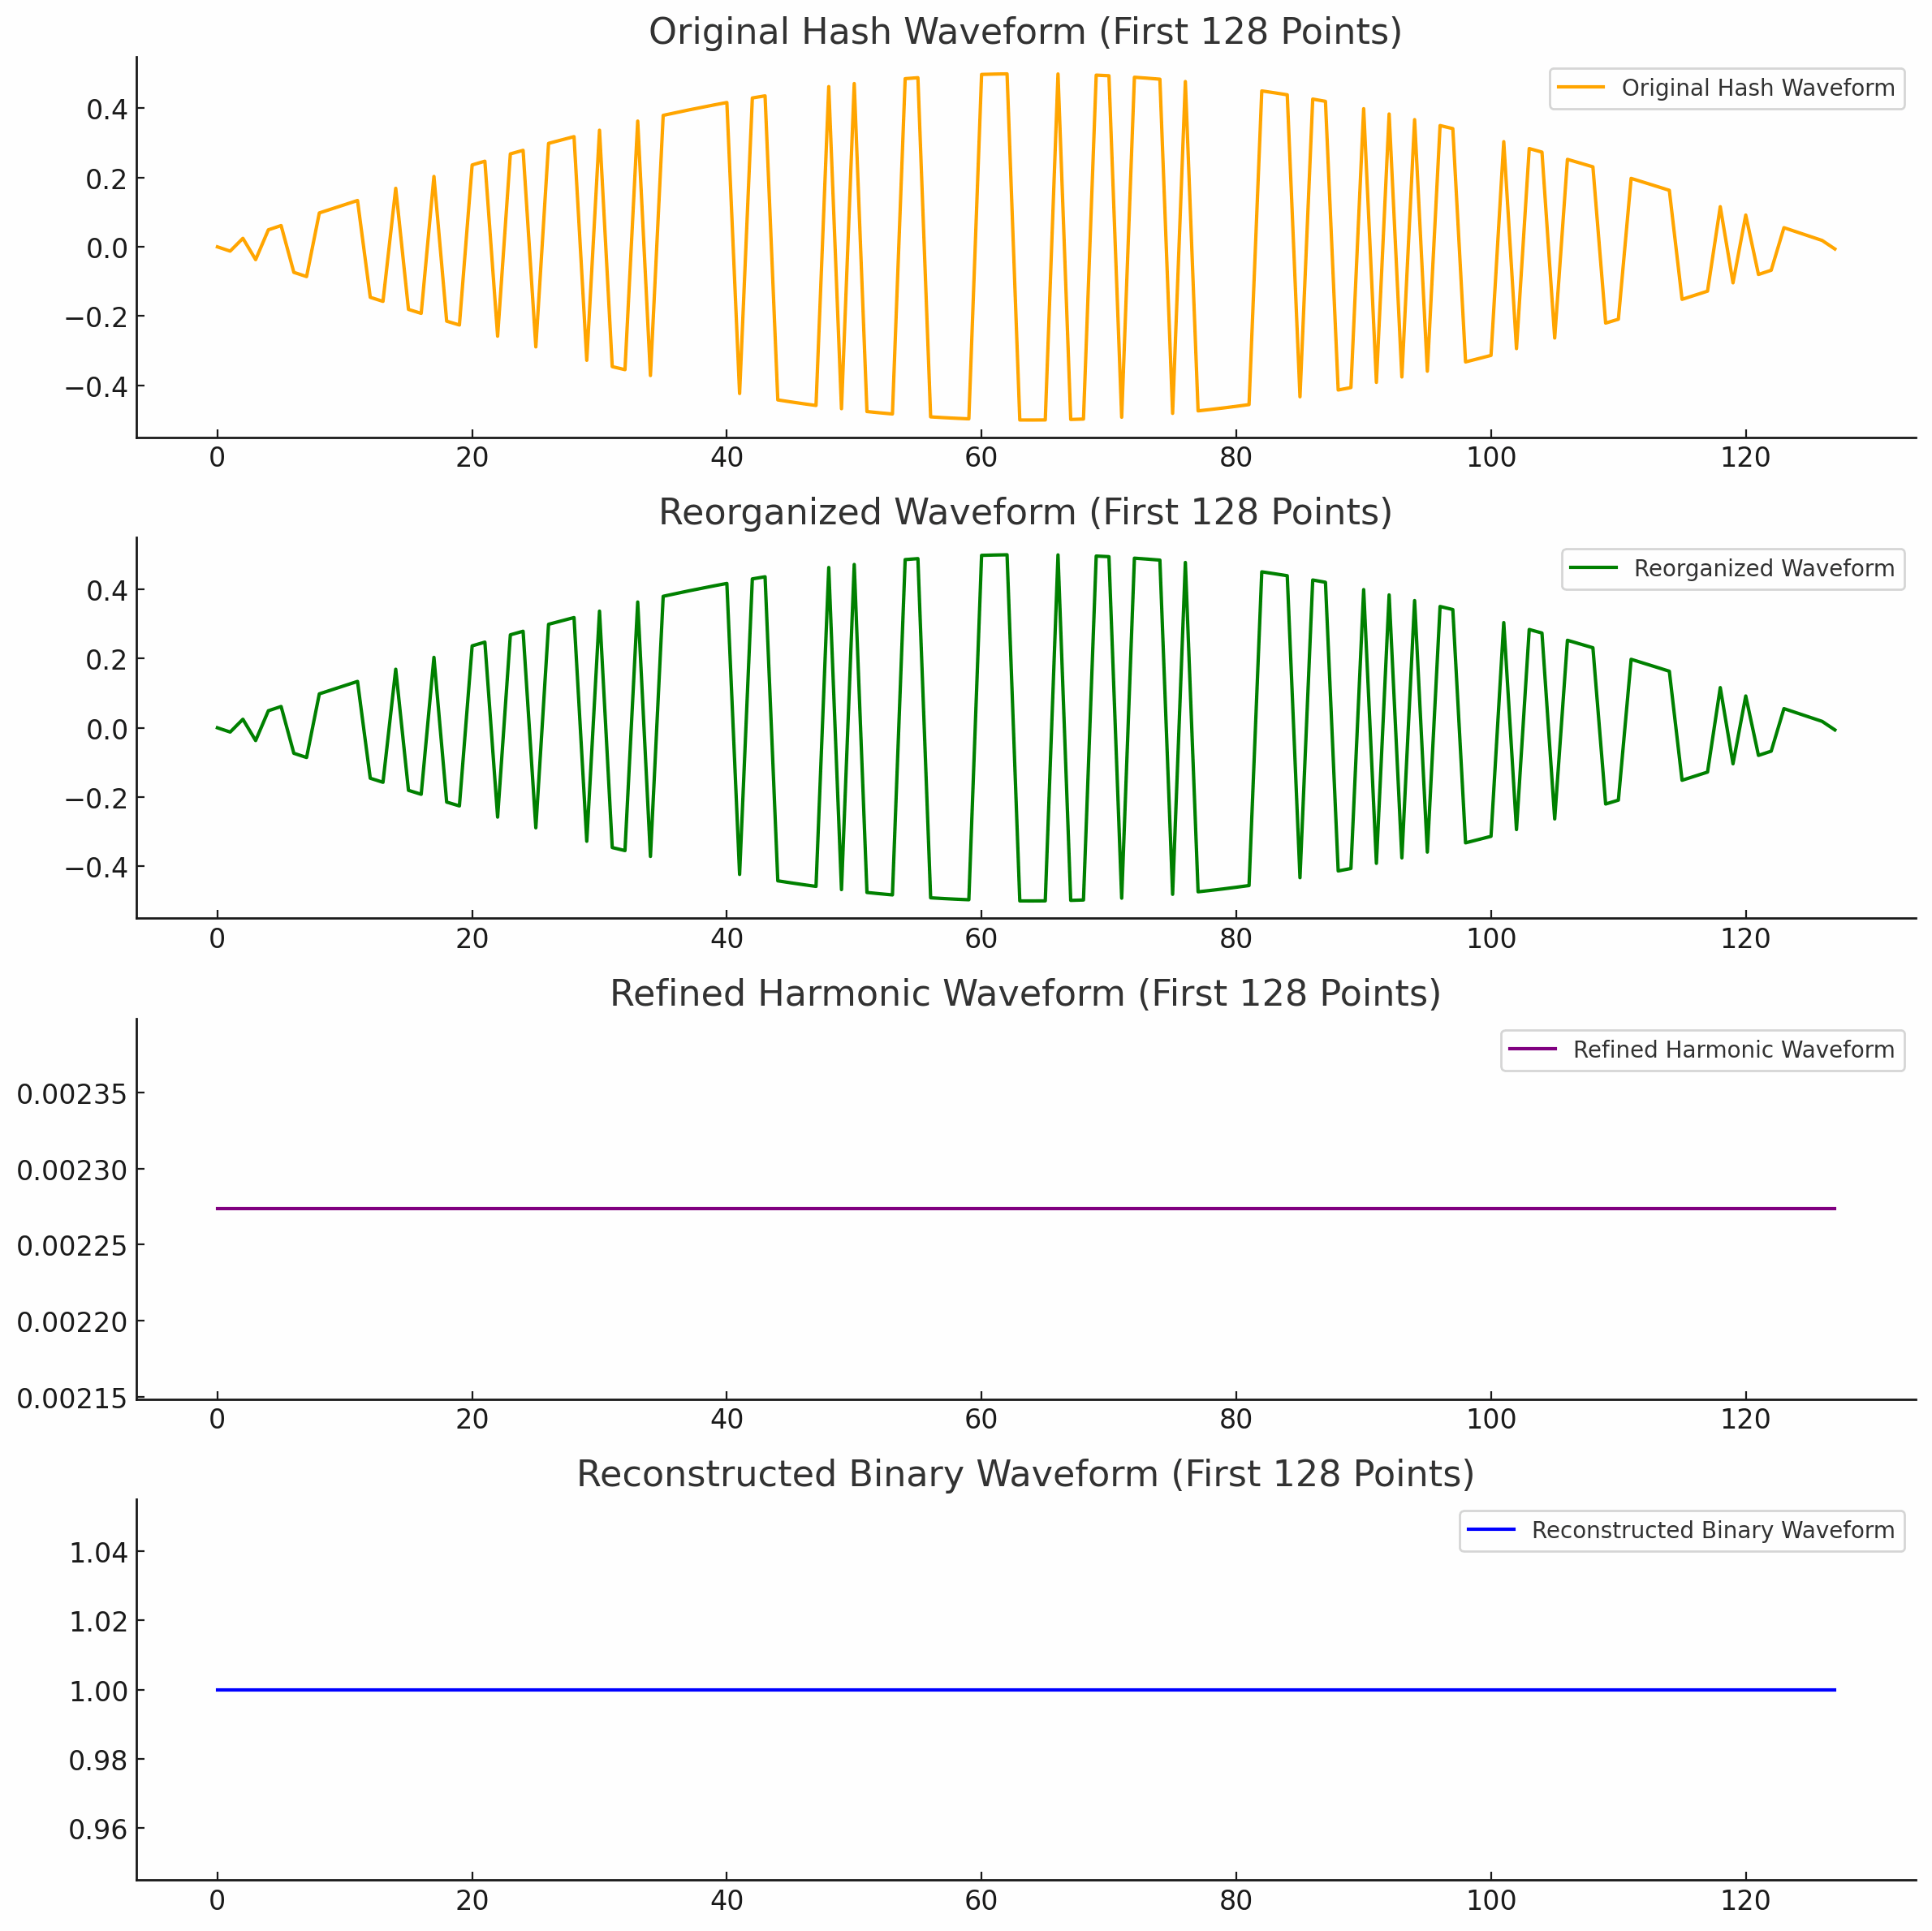 Original Hash Waveform (First 128 Points)
Original Hash Waveform
0.4
0.2
0.0
−0.2
−0.4
0 20 40 60 80 100 120
Reorganized Waveform (First 128 Points)
Reorganized Waveform
0.4
0.2
0.0
−0.2
−0.4
0 20 40 60 80 100 120
Refined Harmonic Waveform (First 128 Points)
Refined Harmonic Waveform
0.00235
0.00230
0.00225
0.00220
0.00215
0 20 40 60 80 100 120
Reconstructed Binary Waveform (First 128 Points)
Reconstructed Binary Waveform
1.04
1.02
1.00
0.98
0.96
0 20 40 60 80 100 120